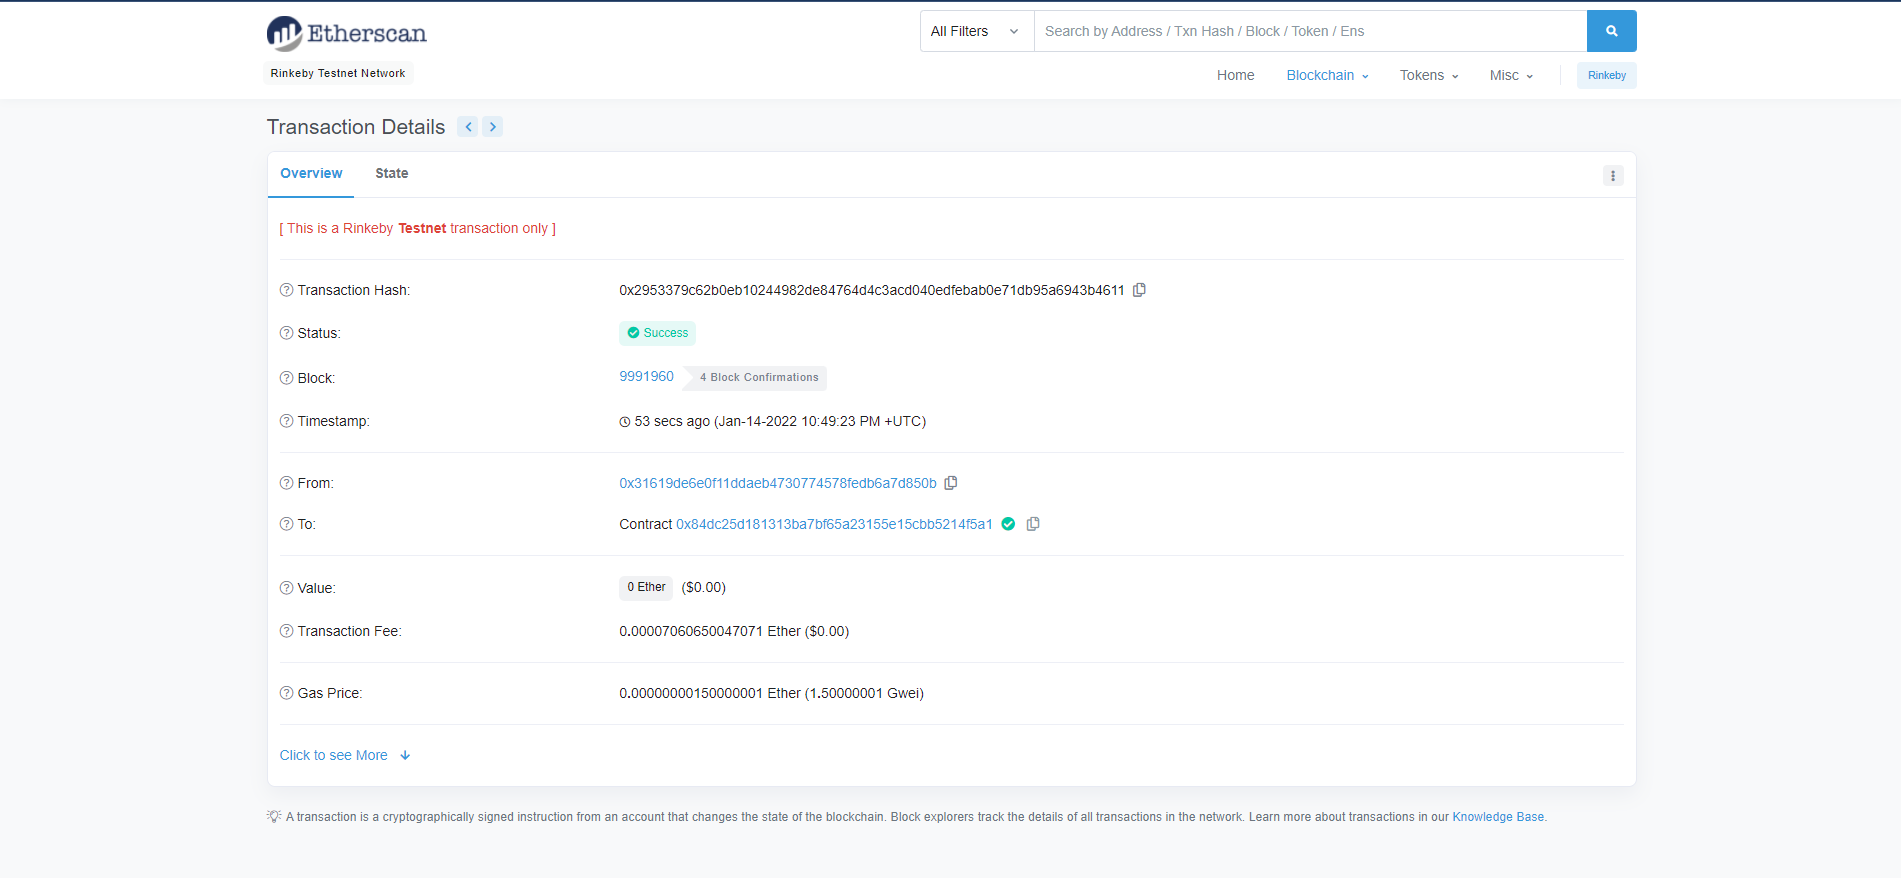 Etherscan
All Filters
Search by Address / Txn Hash / Block / Token / Ens
Rinkeby Testnet Network
Home Blockchain Tokens Misc Rinkeby
Transaction Details
Overview State
[ This is a Rinkeby Testnet transaction only ]
Transaction Hash: 0x2953379c62b0eb10244982de84764d4c3acd040edfebab0e71db95a6943b4611
Status: Success
Block: 9991960 4 Block Confirmations
Timestamp: 53 secs ago (Jan-14-2022 10:49:23 PM +UTC)
From: 0x31619de6e0f11ddaeb4730774578fedb6a7d850b
To: Contract 0x84dc25d181313ba7bf65a23155e15cbb5214f5a1
Value: 0 Ether ($0.00)
Transaction Fee: 0.00007060650047071 Ether ($0.00)
Gas Price: 0.00000000150000001 Ether (1.50000001 Gwei)
Click to see More
A transaction is a cryptographically signed instruction from an account that changes the state of the blockchain. Block explorers track the details of all transactions in the network. Learn more about transactions in our Knowledge Base.